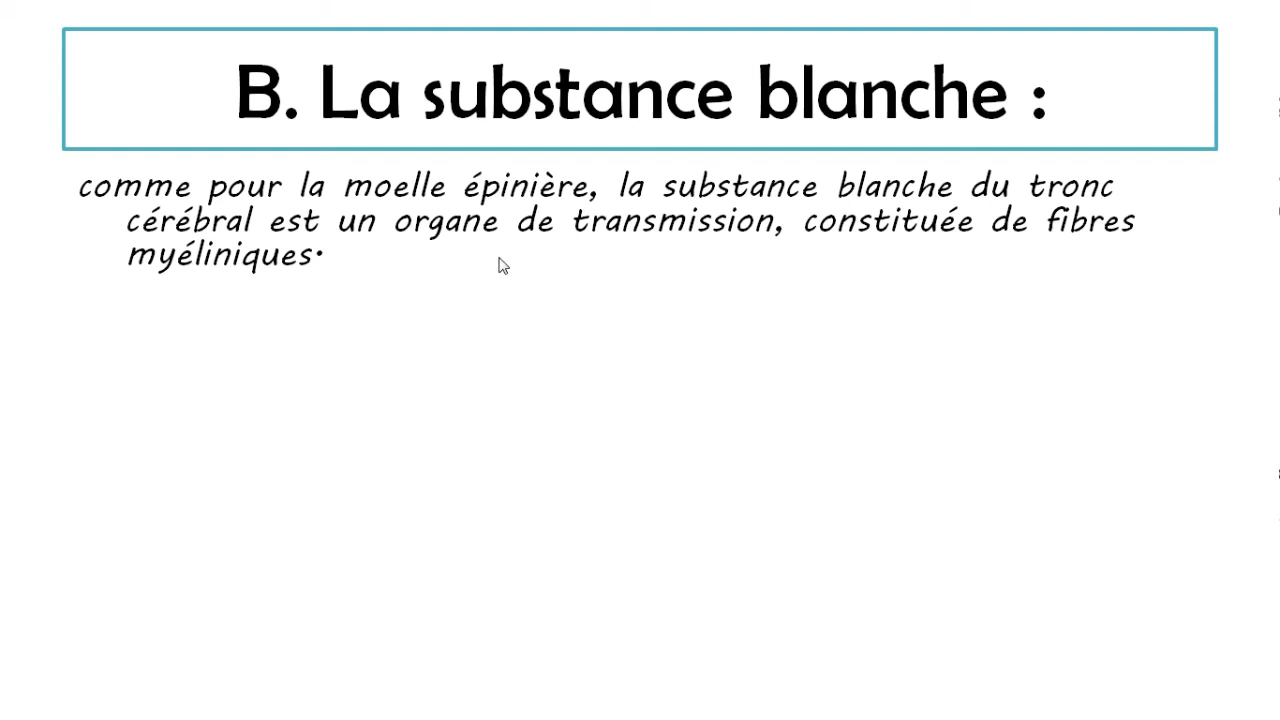 B. La substance blanche :
comme pour la moelle épinière, la substance blanche du tronc
cérébral est un organe de transmission, constituée de fibres
myéliniques.